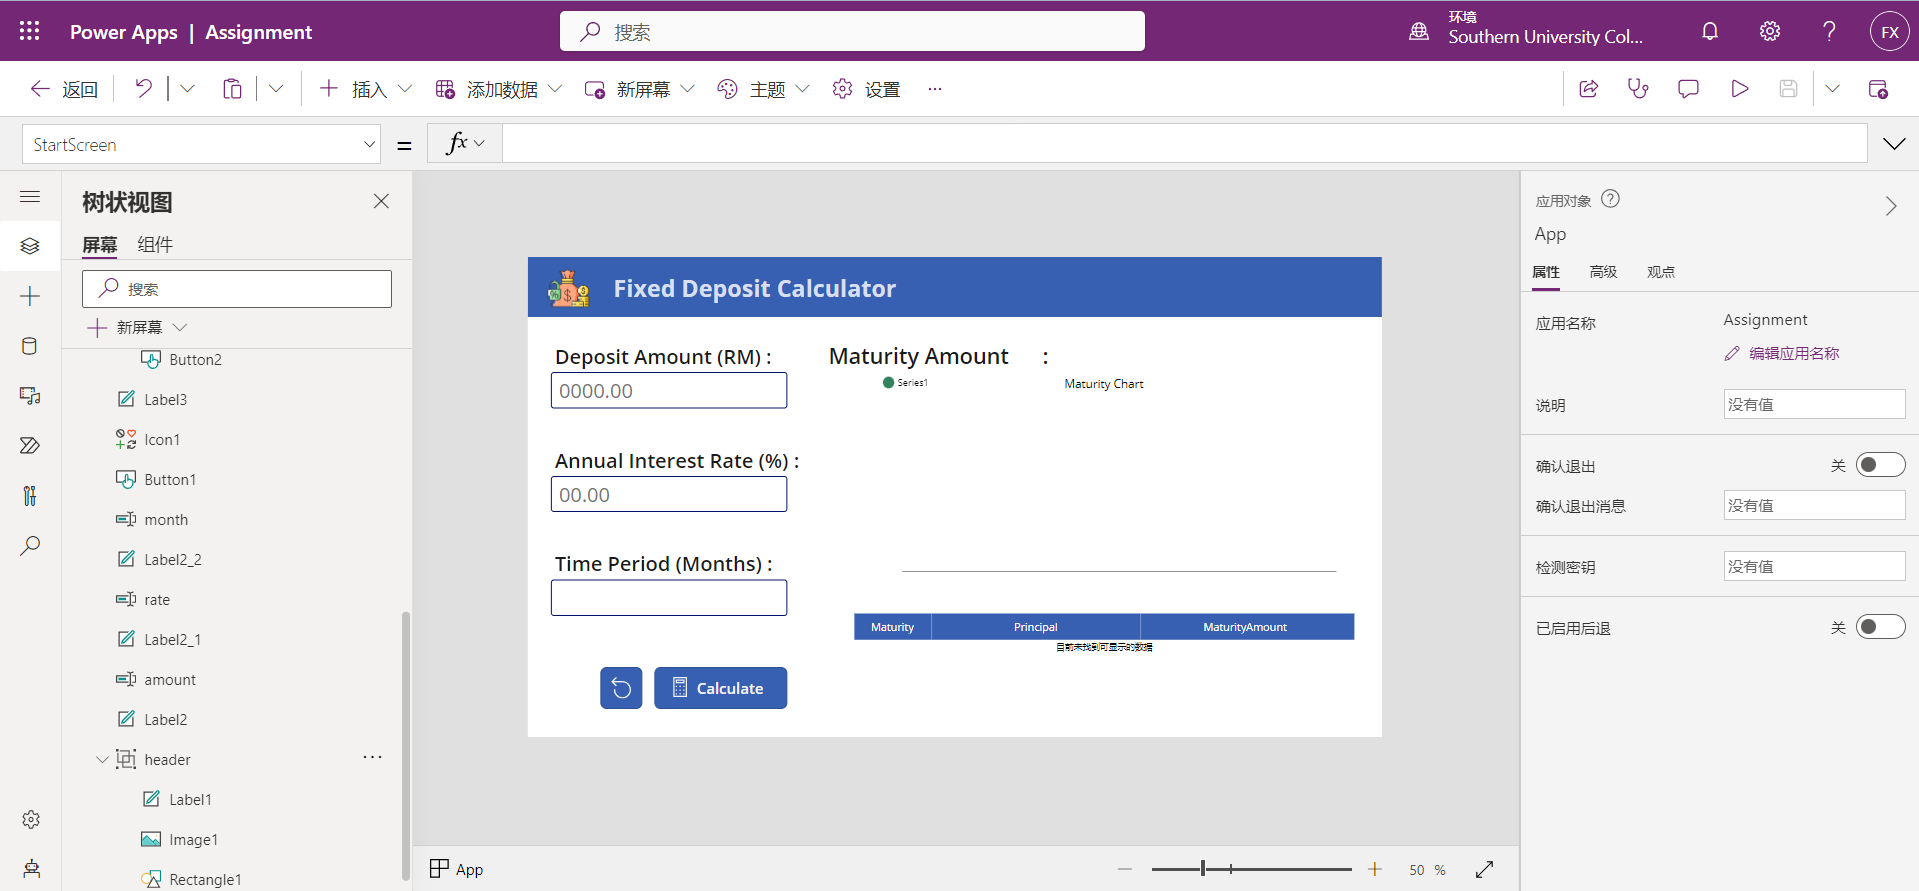 Power Apps | Assignment
搜索
环境
Southern University Col...
FX
返回
插入
添加数据
新屏幕
主题
设置
...
StartScreen
=
fx
树状视图
屏幕
组件
搜索
新屏幕
Button2
Label3
Icon1
Button1
month
Label2_2
rate
Label2_1
amount
Label2
header
...
Label1
Image1
Rectangle1
Fixed Deposit Calculator
Deposit Amount (RM) :
0000.00
Annual Interest Rate (%) :
00.00
Time Period (Months) :
Calculate
Maturity Amount :
Series1
Maturity Chart
Maturity
Principal
MaturityAmount
目前未找到可显示的数据
App
50 %
应用对象
?
App
属性
高级
观点
应用名称
Assignment
编辑应用名称
说明
没有值
确认退出
关
确认退出消息
没有值
检测密钥
没有值
已启用后退
关